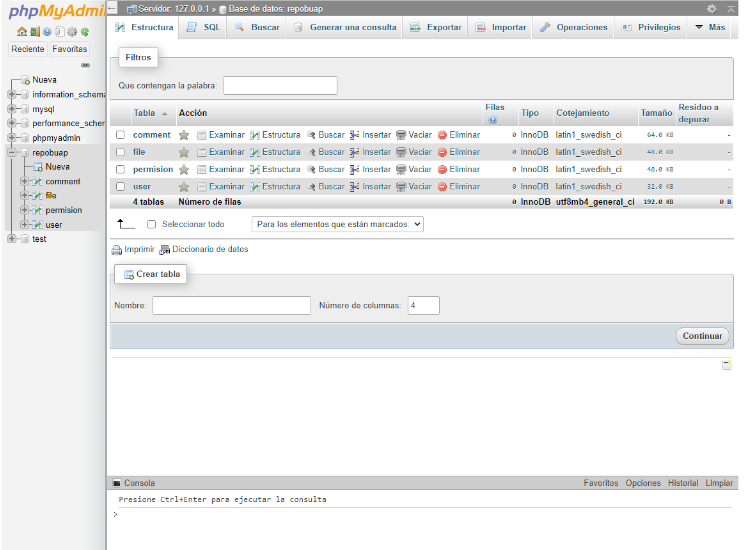 phpMyAdmin
Reciente Favoritas
Nueva
information_schema
mysql
performance_schem
phpmyadmin
repobuap
Nueva
comment
file
permision
user
test
Servidor: 127.0.0.1 » Base de datos: repobuap
Estructura SQL Buscar Generar una consulta Exportar Importar Operaciones Privilegios Más
Filtros
Que contengan la palabra:
Tabla Acción Filas Tipo Cotejamiento Tamaño Residuo a depurar
comment Examinar Estructura Buscar Insertar Vaciar Eliminar 0 InnoDB latin1_swedish_ci 64.0 KB -
file Examinar Estructura Buscar Insertar Vaciar Eliminar 0 InnoDB latin1_swedish_ci 48.0 KB -
permision Examinar Estructura Buscar Insertar Vaciar Eliminar 0 InnoDB latin1_swedish_ci 48.0 KB -
user Examinar Estructura Buscar Insertar Vaciar Eliminar 0 InnoDB latin1_swedish_ci 32.0 KB -
4 tablas Número de filas 0 InnoDB utf8mb4_general_ci 192.0 KB 0 B
Seleccionar todo Para los elementos que están marcados:
Imprimir Diccionario de datos
Crear tabla
Nombre: Número de columnas: 4
Continuar
Consola Favoritos Opciones Historial Limpiar
Presione Ctrl+Enter para ejecutar la consulta
>